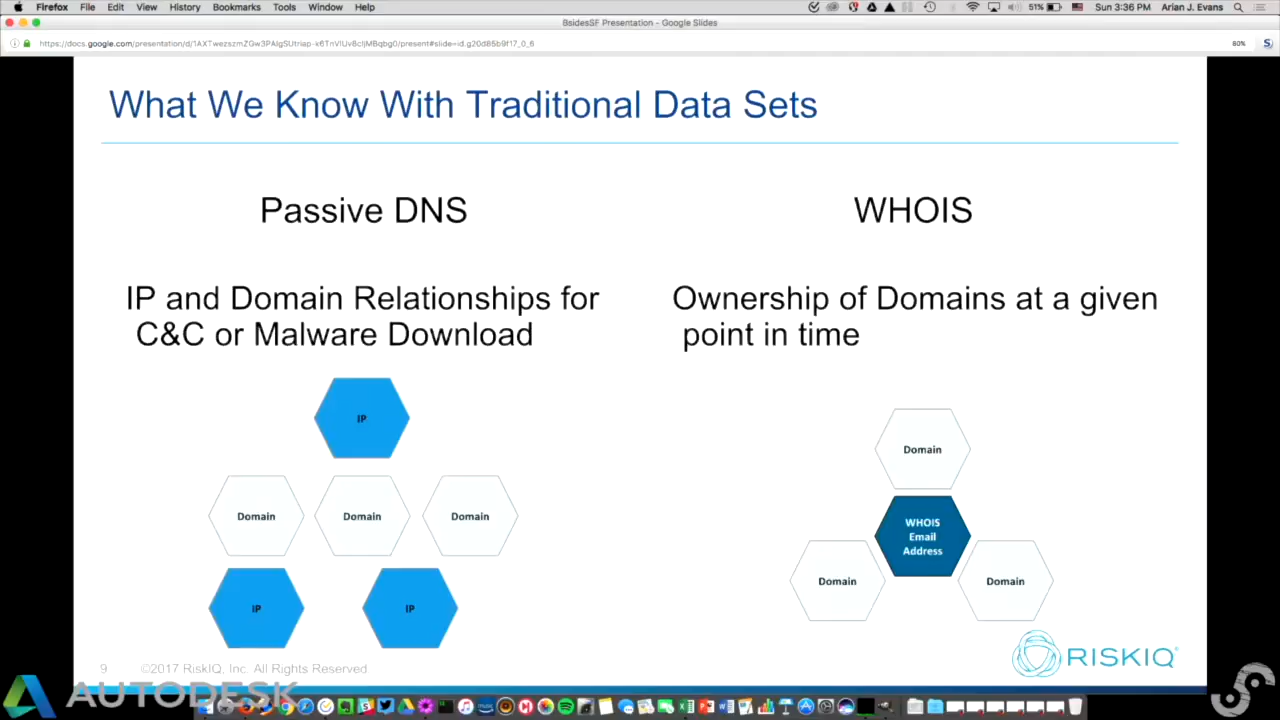 Firefox File Edit View History Bookmarks Tools Window Help 51% Sun 3:36 PM Arian J. Evans
BsidesSF Presentation - Google Slides
80%
What We Know With Traditional Data Sets
Passive DNS
WHOIS
IP and Domain Relationships for
C&C or Malware Download
Ownership of Domains at a given
point in time
IP
Domain Domain Domain
IP IP
Domain
WHOIS
Email
Address
Domain Domain
9 ©2017 RiskIQ, Inc. All Rights Reserved
RISKIQ
AUTODESK